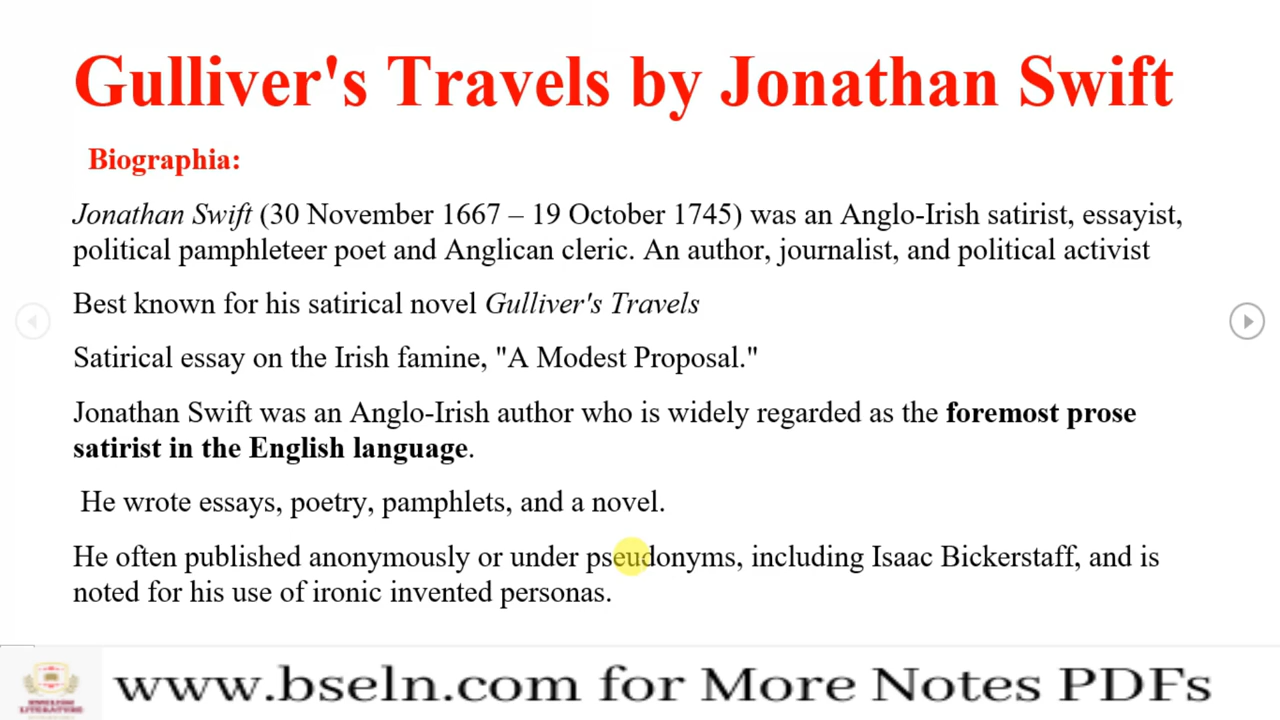 Gulliver's Travels by Jonathan Swift
Biographia:
Jonathan Swift (30 November 1667 – 19 October 1745) was an Anglo-Irish satirist, essayist,
political pamphleteer poet and Anglican cleric. An author, journalist, and political activist
Best known for his satirical novel Gulliver's Travels
Satirical essay on the Irish famine, "A Modest Proposal."
Jonathan Swift was an Anglo-Irish author who is widely regarded as the foremost prose
satirist in the English language.
He wrote essays, poetry, pamphlets, and a novel.
He often published anonymously or under pseudonyms, including Isaac Bickerstaff, and is
noted for his use of ironic invented personas.
ENGLISH
LITERATURE
www.bseln.com for More Notes PDFs